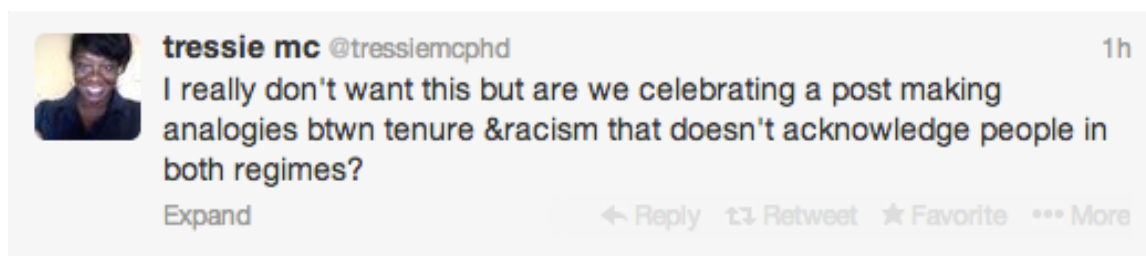 tressie mc @tressiemcphd 1h
I really don't want this but are we celebrating a post making
analogies btwn tenure &racism that doesn't acknowledge people in
both regimes?
Expand Reply Retweet Favorite More